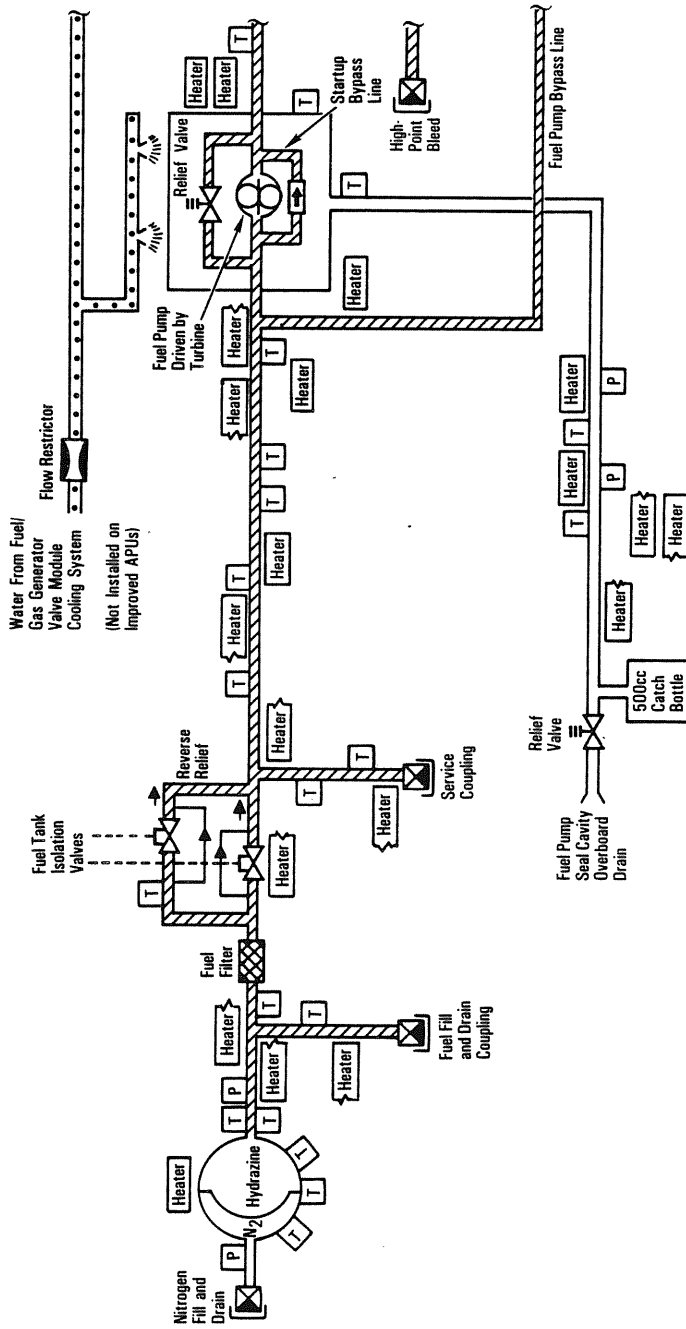 Water From Fuel/
Gas Generator
Valve Module
Cooling System
(Not Installed on
Improved APUs)
Flow Restrictor
Fuel Tank
Isolation
Valves
Reverse
Relief
T
Fuel Pump
Driven by
Turbine
Relief Valve
Heater
Heater
T
T
Startup
Bypass
Line
Nitrogen
Fill and
Drain
P
N2
Hydrazine
Heater
T
T
T
T
P
T
Heater
Heater
T
T
Heater
Fuel Fill
and Drain
Coupling
Fuel
Filter
Heater
T
T
Heater
Service
Coupling
Heater
T
Heater
T
Heater
T
T
Heater
Heater
T
Heater
Heater
T
High-
Point
Bleed
Fuel Pump Bypass Line
Fuel Pump
Seal Cavity
Overboard
Drain
Relief
Valve
500cc
Catch
Bottle
T
Heater
T
Heater
P
P
Heater
Heater
Heater